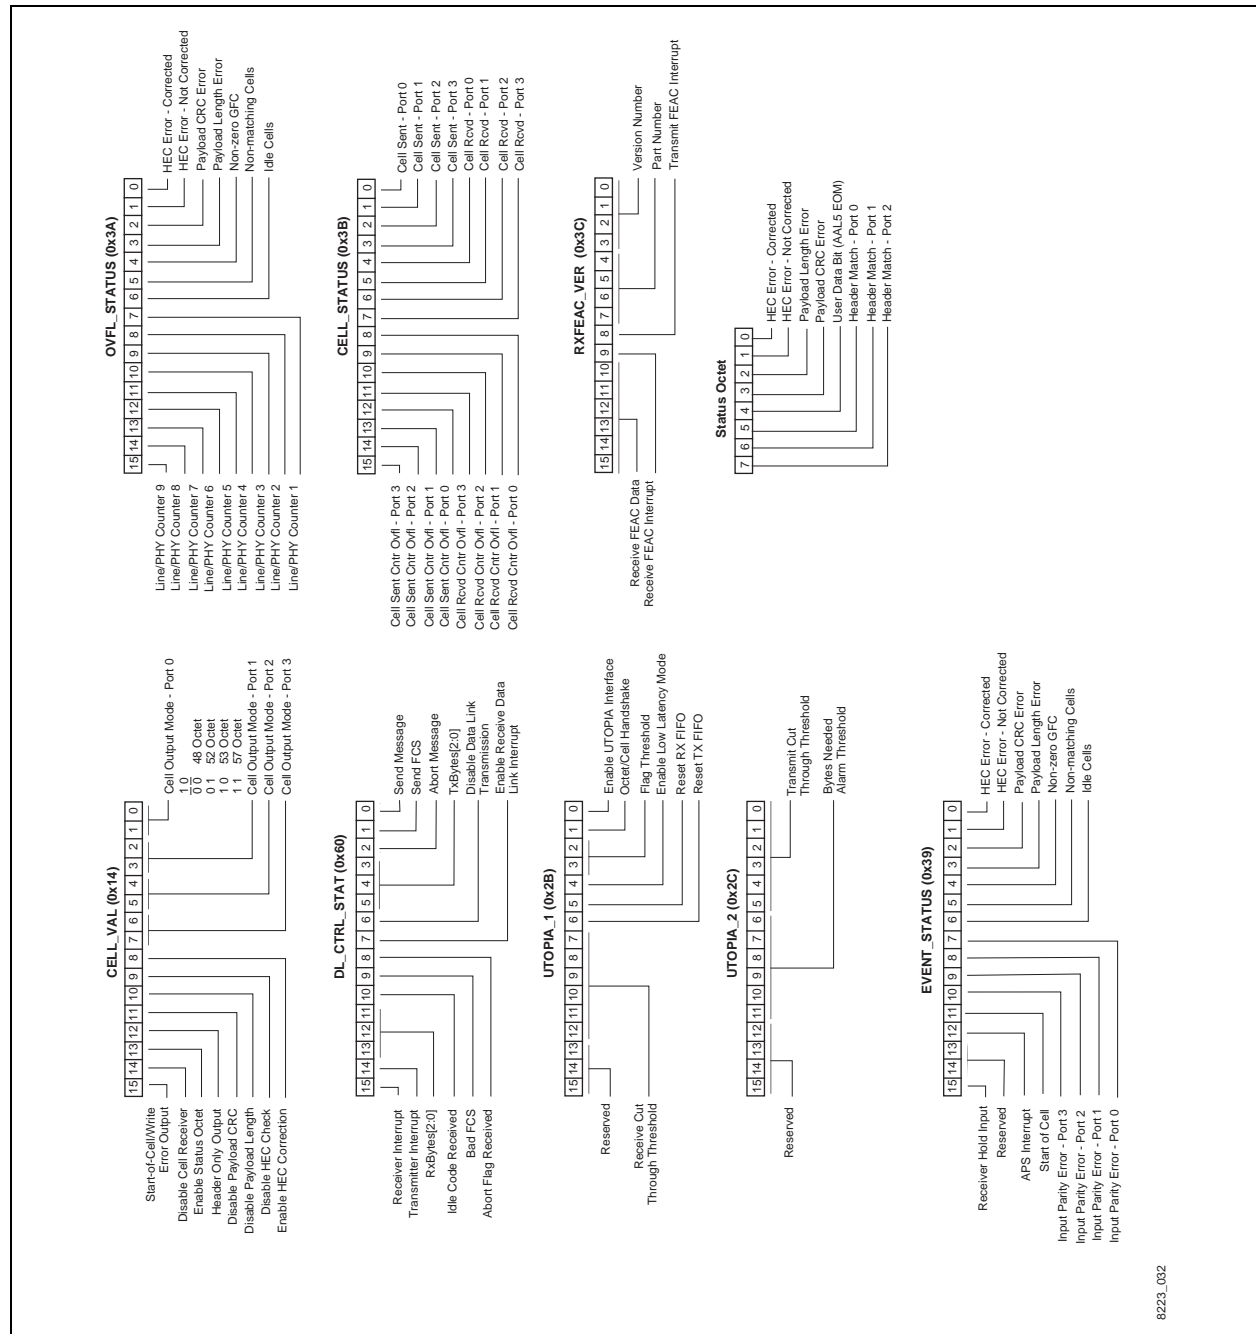 CELL_VAL (0x14)
15 14 13 12 11 10 9 8 7 6 5 4 3 2 1 0
Start-of-Cell/Write
Error Output
Disable Cell Receiver
Enable Status Octet
Header Only Output
Disable Payload CRC
Disable Payload Length
Disable HEC Check
Enable HEC Correction
Cell Output Mode - Port 0
1 0
0 0 48 Octet
0 1 52 Octet
1 0 53 Octet
1 1 57 Octet
Cell Output Mode - Port 1
Cell Output Mode - Port 2
Cell Output Mode - Port 3
DL_CTRL_STAT (0x60)
15 14 13 12 11 10 9 8 7 6 5 4 3 2 1 0
Receiver Interrupt
Transmitter Interrupt
RxBytes[2:0]
Idle Code Received
Bad FCS
Abort Flag Received
Send Message
Send FCS
Abort Message
TxBytes[2:0]
Disable Data Link
Transmission
Enable Receive Data
Link Interrupt
UTOPIA_1 (0x2B)
15 14 13 12 11 10 9 8 7 6 5 4 3 2 1 0
Reserved
Receive Cut
Through Threshold
Enable UTOPIA Interface
Octet/Cell Handshake
Flag Threshold
Enable Low Latency Mode
Reset RX FIFO
Reset TX FIFO
UTOPIA_2 (0x2C)
15 14 13 12 11 10 9 8 7 6 5 4 3 2 1 0
Reserved
Transmit Cut
Through Threshold
Bytes Needed
Alarm Threshold
EVENT_STATUS (0x39)
15 14 13 12 11 10 9 8 7 6 5 4 3 2 1 0
Receiver Hold Input
Reserved
APS Interrupt
Start of Cell
Input Parity Error - Port 3
Input Parity Error - Port 2
Input Parity Error - Port 1
Input Parity Error - Port 0
HEC Error - Corrected
HEC Error - Not Corrected
Payload CRC Error
Payload Length Error
Non-zero GFC
Non-matching Cells
Idle Cells
OVFL_STATUS (0x3A)
15 14 13 12 11 10 9 8 7 6 5 4 3 2 1 0
Line/PHY Counter 9
Line/PHY Counter 8
Line/PHY Counter 7
Line/PHY Counter 6
Line/PHY Counter 5
Line/PHY Counter 4
Line/PHY Counter 3
Line/PHY Counter 2
Line/PHY Counter 1
HEC Error - Corrected
HEC Error - Not Corrected
Payload CRC Error
Payload Length Error
Non-zero GFC
Non-matching Cells
Idle Cells
CELL_STATUS (0x3B)
15 14 13 12 11 10 9 8 7 6 5 4 3 2 1 0
Cell Sent Cntr Ovfl - Port 3
Cell Sent Cntr Ovfl - Port 2
Cell Sent Cntr Ovfl - Port 1
Cell Sent Cntr Ovfl - Port 0
Cell Rcvd Cntr Ovfl - Port 3
Cell Rcvd Cntr Ovfl - Port 2
Cell Rcvd Cntr Ovfl - Port 1
Cell Rcvd Cntr Ovfl - Port 0
Cell Sent - Port 0
Cell Sent - Port 1
Cell Sent - Port 2
Cell Sent - Port 3
Cell Rcvd - Port 0
Cell Rcvd - Port 1
Cell Rcvd - Port 2
Cell Rcvd - Port 3
RXFEAC_VER (0x3C)
15 14 13 12 11 10 9 8 7 6 5 4 3 2 1 0
Receive FEAC Data
Receive FEAC Interrupt
Version Number
Part Number
Transmit FEAC Interrupt
Status Octet
7 6 5 4 3 2 1 0
HEC Error - Corrected
HEC Error - Not Corrected
Payload Length Error
Payload CRC Error
User Data Bit (AAL5 EOM)
Header Match - Port 0
Header Match - Port 1
Header Match - Port 2
8223_032